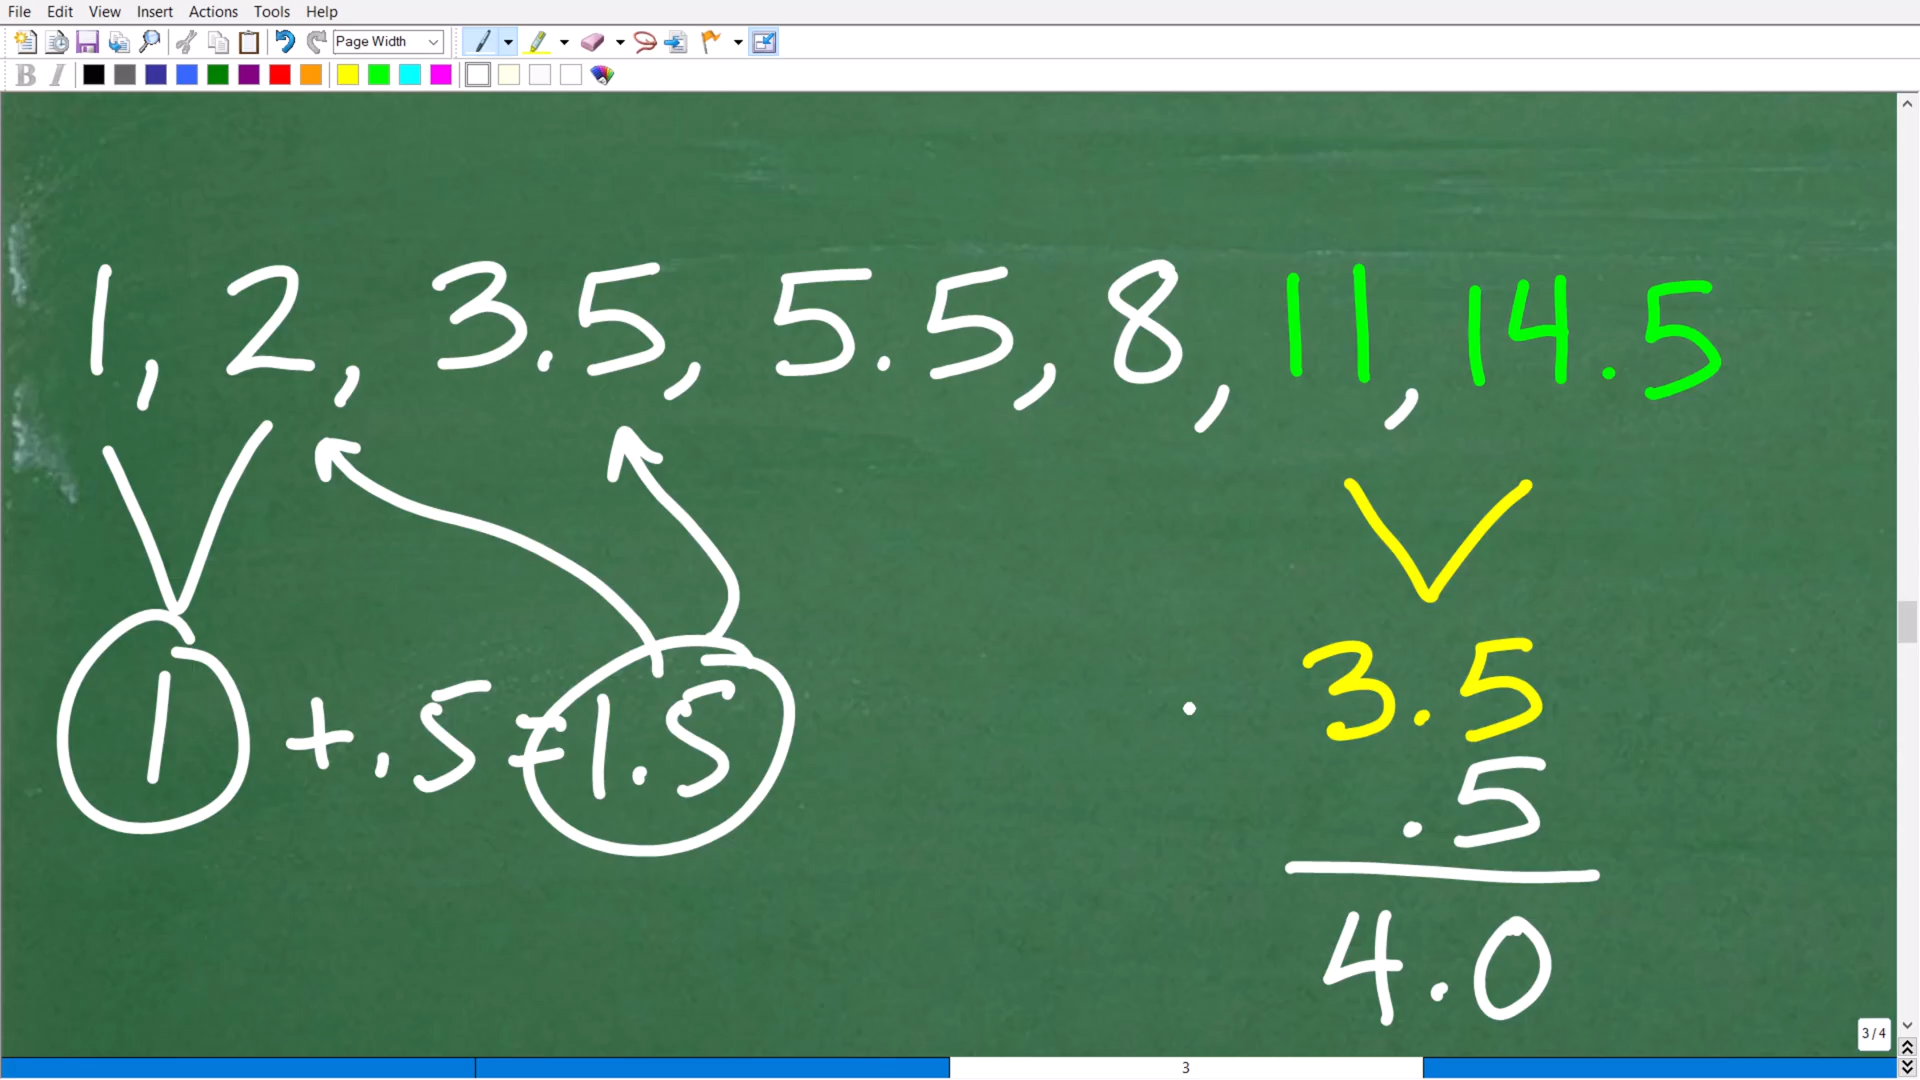 File Edit View Insert Actions Tools Help
Page Width
B I
1, 2, 3.5, 5.5, 8, 11, 14.5
1 + .5 = 1.5
3.5
.5
4.0
3 / 4
3